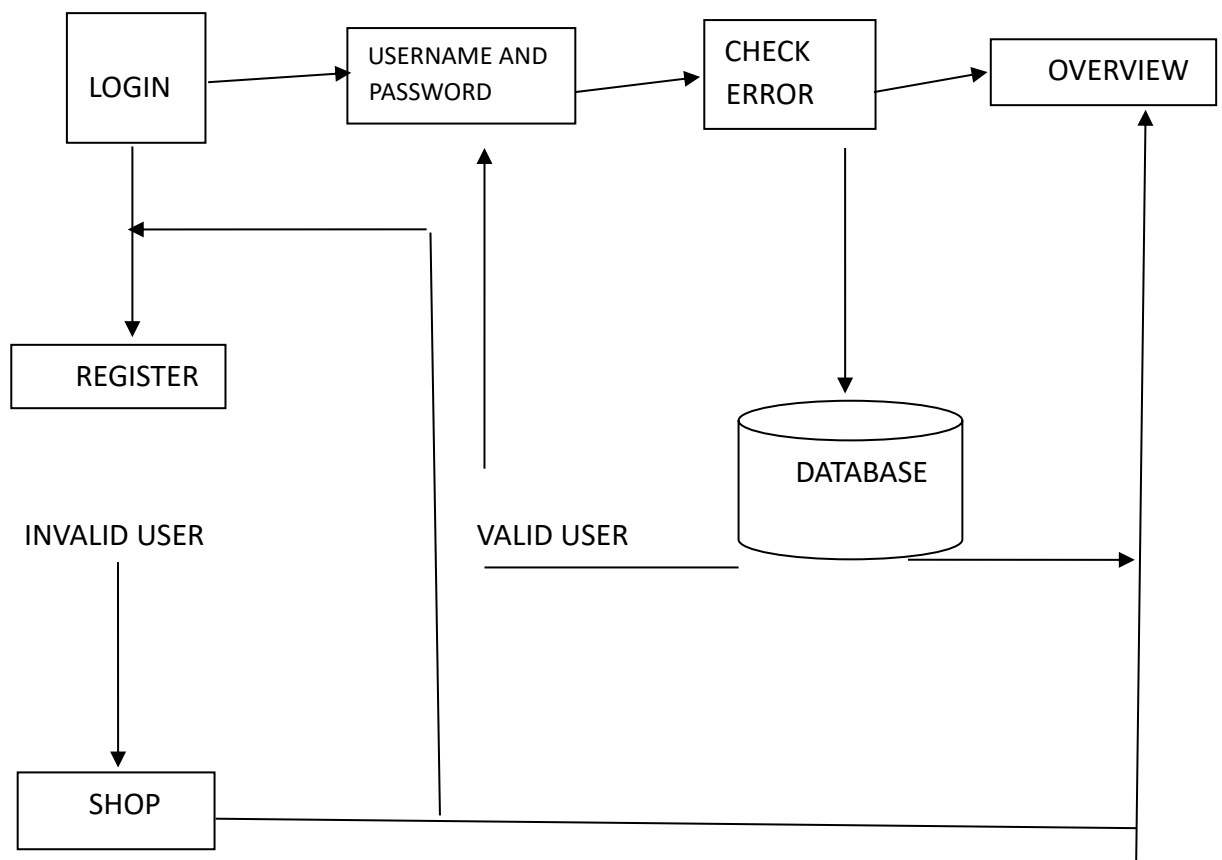 LOGIN
USERNAME AND
PASSWORD
CHECK
ERROR
OVERVIEW
REGISTER
DATABASE
INVALID USER
VALID USER
SHOP